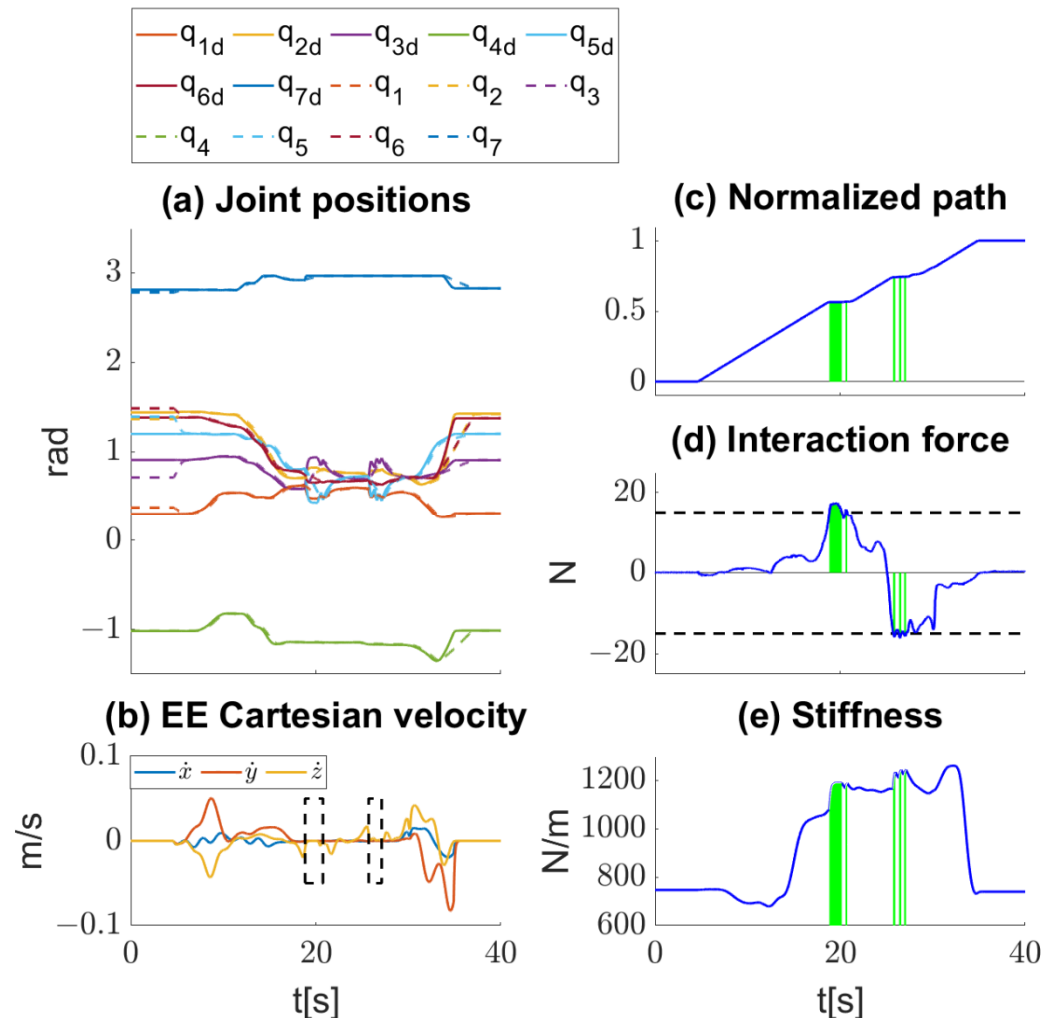 q1d q2d q3d q4d q5d
q6d q7d q1 q2 q3
q4 q5 q6 q7
(a) Joint positions
3
2
1
0
−1
rad
(b) EE Cartesian velocity
0.1
0
−0.1
m/s
ẋ ẏ ż
0 20 40
t[s]
(c) Normalized path
1
0.5
0
(d) Interaction force
20
0
−20
N
(e) Stiffness
1200
1000
800
600
N/m
0 20 40
t[s]